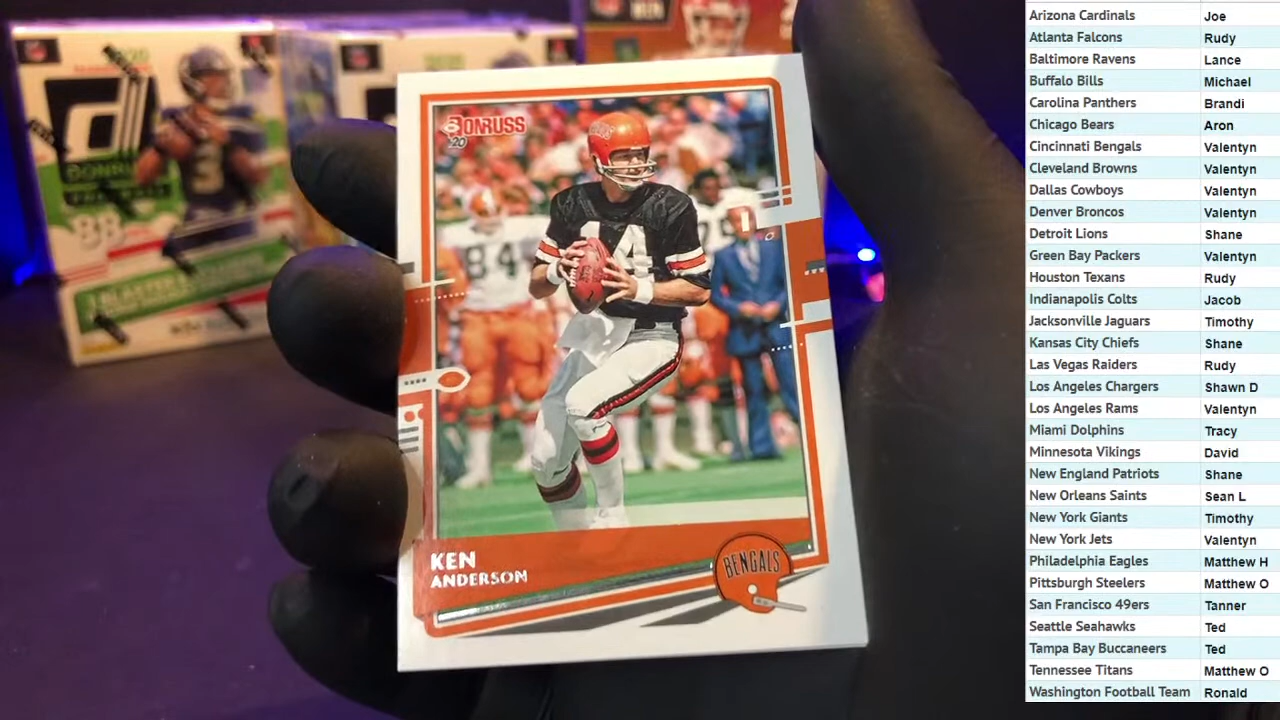 DONRUSS
20
BENGALS
84
14
KEN
ANDERSON
BENGALS
Arizona Cardinals Joe
Atlanta Falcons Rudy
Baltimore Ravens Lance
Buffalo Bills Michael
Carolina Panthers Brandi
Chicago Bears Aron
Cincinnati Bengals Valentyn
Cleveland Browns Valentyn
Dallas Cowboys Valentyn
Denver Broncos Valentyn
Detroit Lions Shane
Green Bay Packers Valentyn
Houston Texans Rudy
Indianapolis Colts Jacob
Jacksonville Jaguars Timothy
Kansas City Chiefs Shane
Las Vegas Raiders Rudy
Los Angeles Chargers Shawn D
Los Angeles Rams Valentyn
Miami Dolphins Tracy
Minnesota Vikings David
New England Patriots Shane
New Orleans Saints Sean L
New York Giants Timothy
New York Jets Valentyn
Philadelphia Eagles Matthew H
Pittsburgh Steelers Matthew O
San Francisco 49ers Tanner
Seattle Seahawks Ted
Tampa Bay Buccaneers Ted
Tennessee Titans Matthew O
Washington Football Team Ronald